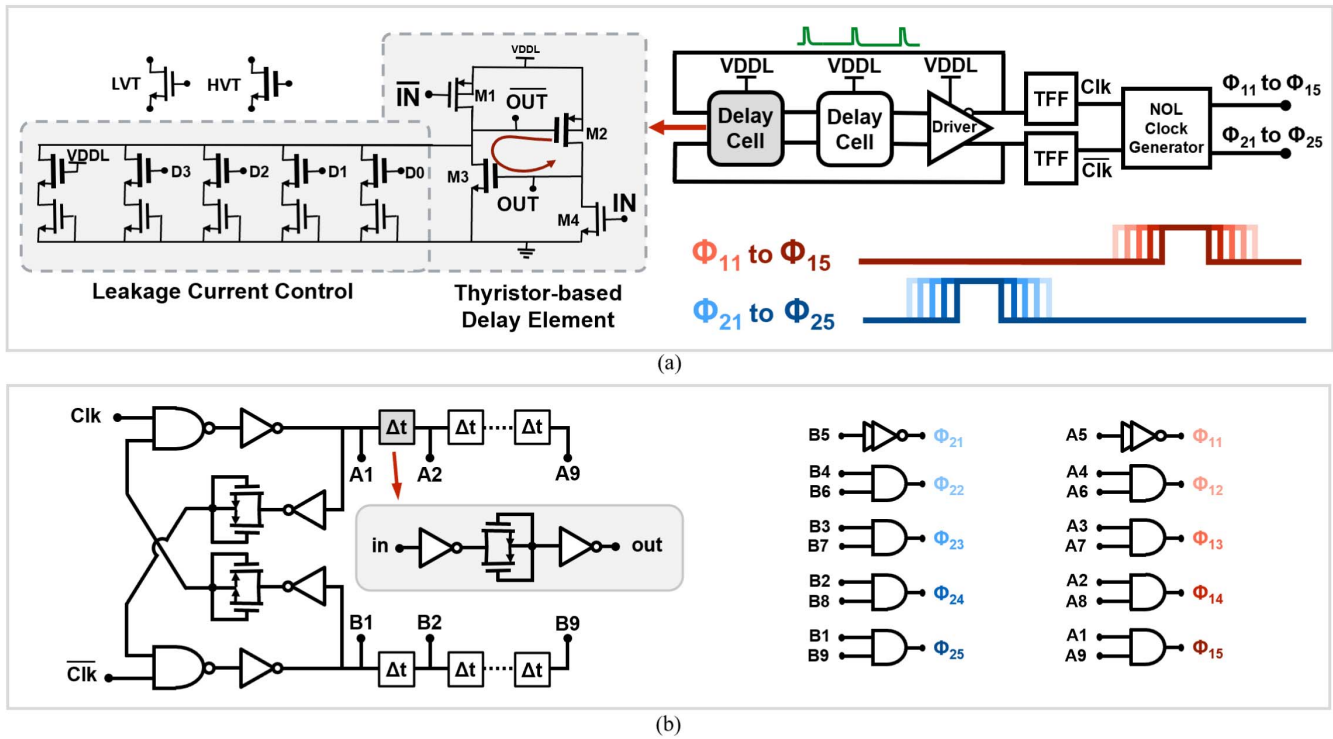 LVT
HVT
VDDL
IN
M1
OUT
M2
VDDL
D3
D2
D1
D0
M3
OUT
IN
M4
Leakage Current Control
Thyristor-based
Delay Element
VDDL
VDDL
VDDL
Delay
Cell
Delay
Cell
Driver
TFF
Clk
TFF
Clk
NOL
Clock
Generator
Φ11 to Φ15
Φ21 to Φ25
Φ11 to Φ15
Φ21 to Φ25
(a)
Clk
Δt
Δt
Δt
A1
A2
A9
in
out
B1
B2
B9
Clk
Δt
Δt
Δt
B5
Φ21
B4
B6
Φ22
B3
B7
Φ23
B2
B8
Φ24
B1
B9
Φ25
A5
Φ11
A4
A6
Φ12
A3
A7
Φ13
A2
A8
Φ14
A1
A9
Φ15
(b)